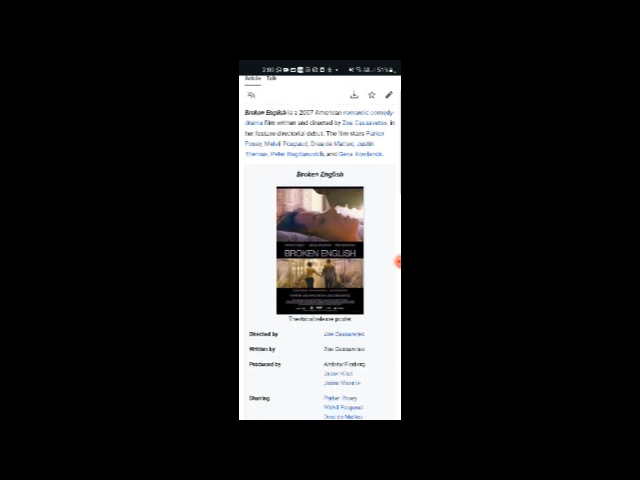 2:00
51%
Article Talk
Broken English is a 2007 American romantic comedy-
drama film written and directed by Zoe Cassavetes, in
her feature directorial debut. The film stars Parker
Posey, Melvil Poupaud, Drea de Matteo, Justin
Theroux, Peter Bogdanovich, and Gena Rowlands.
Broken English
BROKEN ENGLISH
Theatrical release poster
Directed by Zoe Cassavetes
Written by Zoe Cassavetes
Produced by Andrew Fierberg
Jason Kliot
Joana Vicente
Starring Parker Posey
Melvil Poupaud
Drea de Matteo